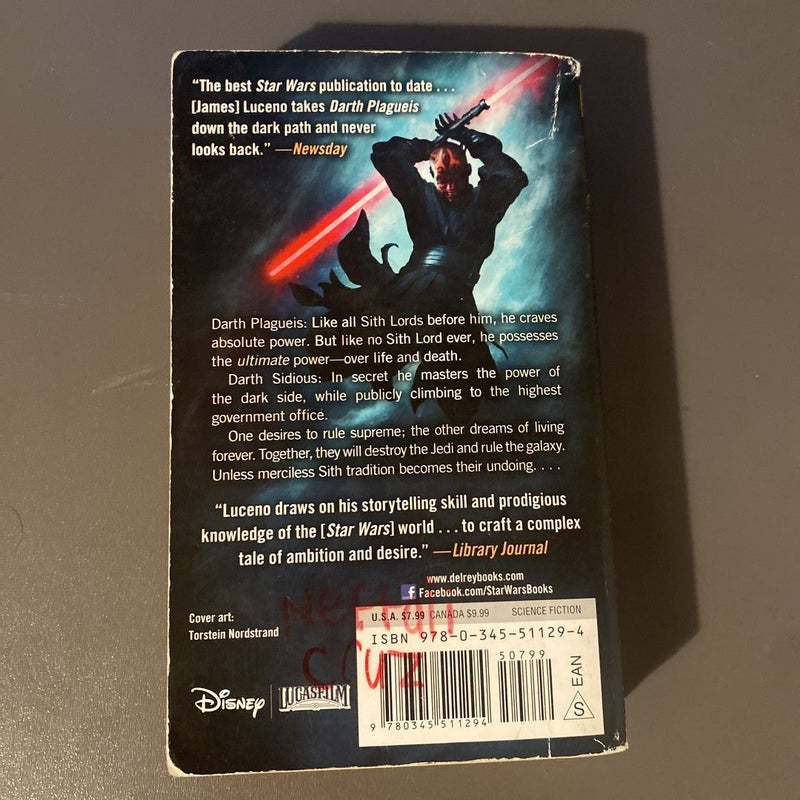 “The best Star Wars publication to date . . .
[James] Luceno takes Darth Plagueis
down the dark path and never
looks back.” —Newsday
Darth Plagueis: Like all Sith Lords before him, he craves
absolute power. But like no Sith Lord ever, he possesses
the ultimate power—over life and death.
Darth Sidious: In secret he masters the power of
the dark side, while publicly climbing to the highest
government office.
One desires to rule supreme; the other dreams of living
forever. Together, they will destroy the Jedi and rule the galaxy.
Unless merciless Sith tradition becomes their undoing. . . .
“Luceno draws on his storytelling skill and prodigious
knowledge of the [Star Wars] world . . . to craft a complex
tale of ambition and desire.” —Library Journal
www.delreybooks.com
f Facebook.com/StarWarsBooks
Cover art:
Torstein Nordstrand
U.S.A. $7.99 CANADA $9.99 SCIENCE FICTION
ISBN 978-0-345-51129-4
50799
EAN
S
9 780345 511294
Cruz
Disney
LUCASFILM